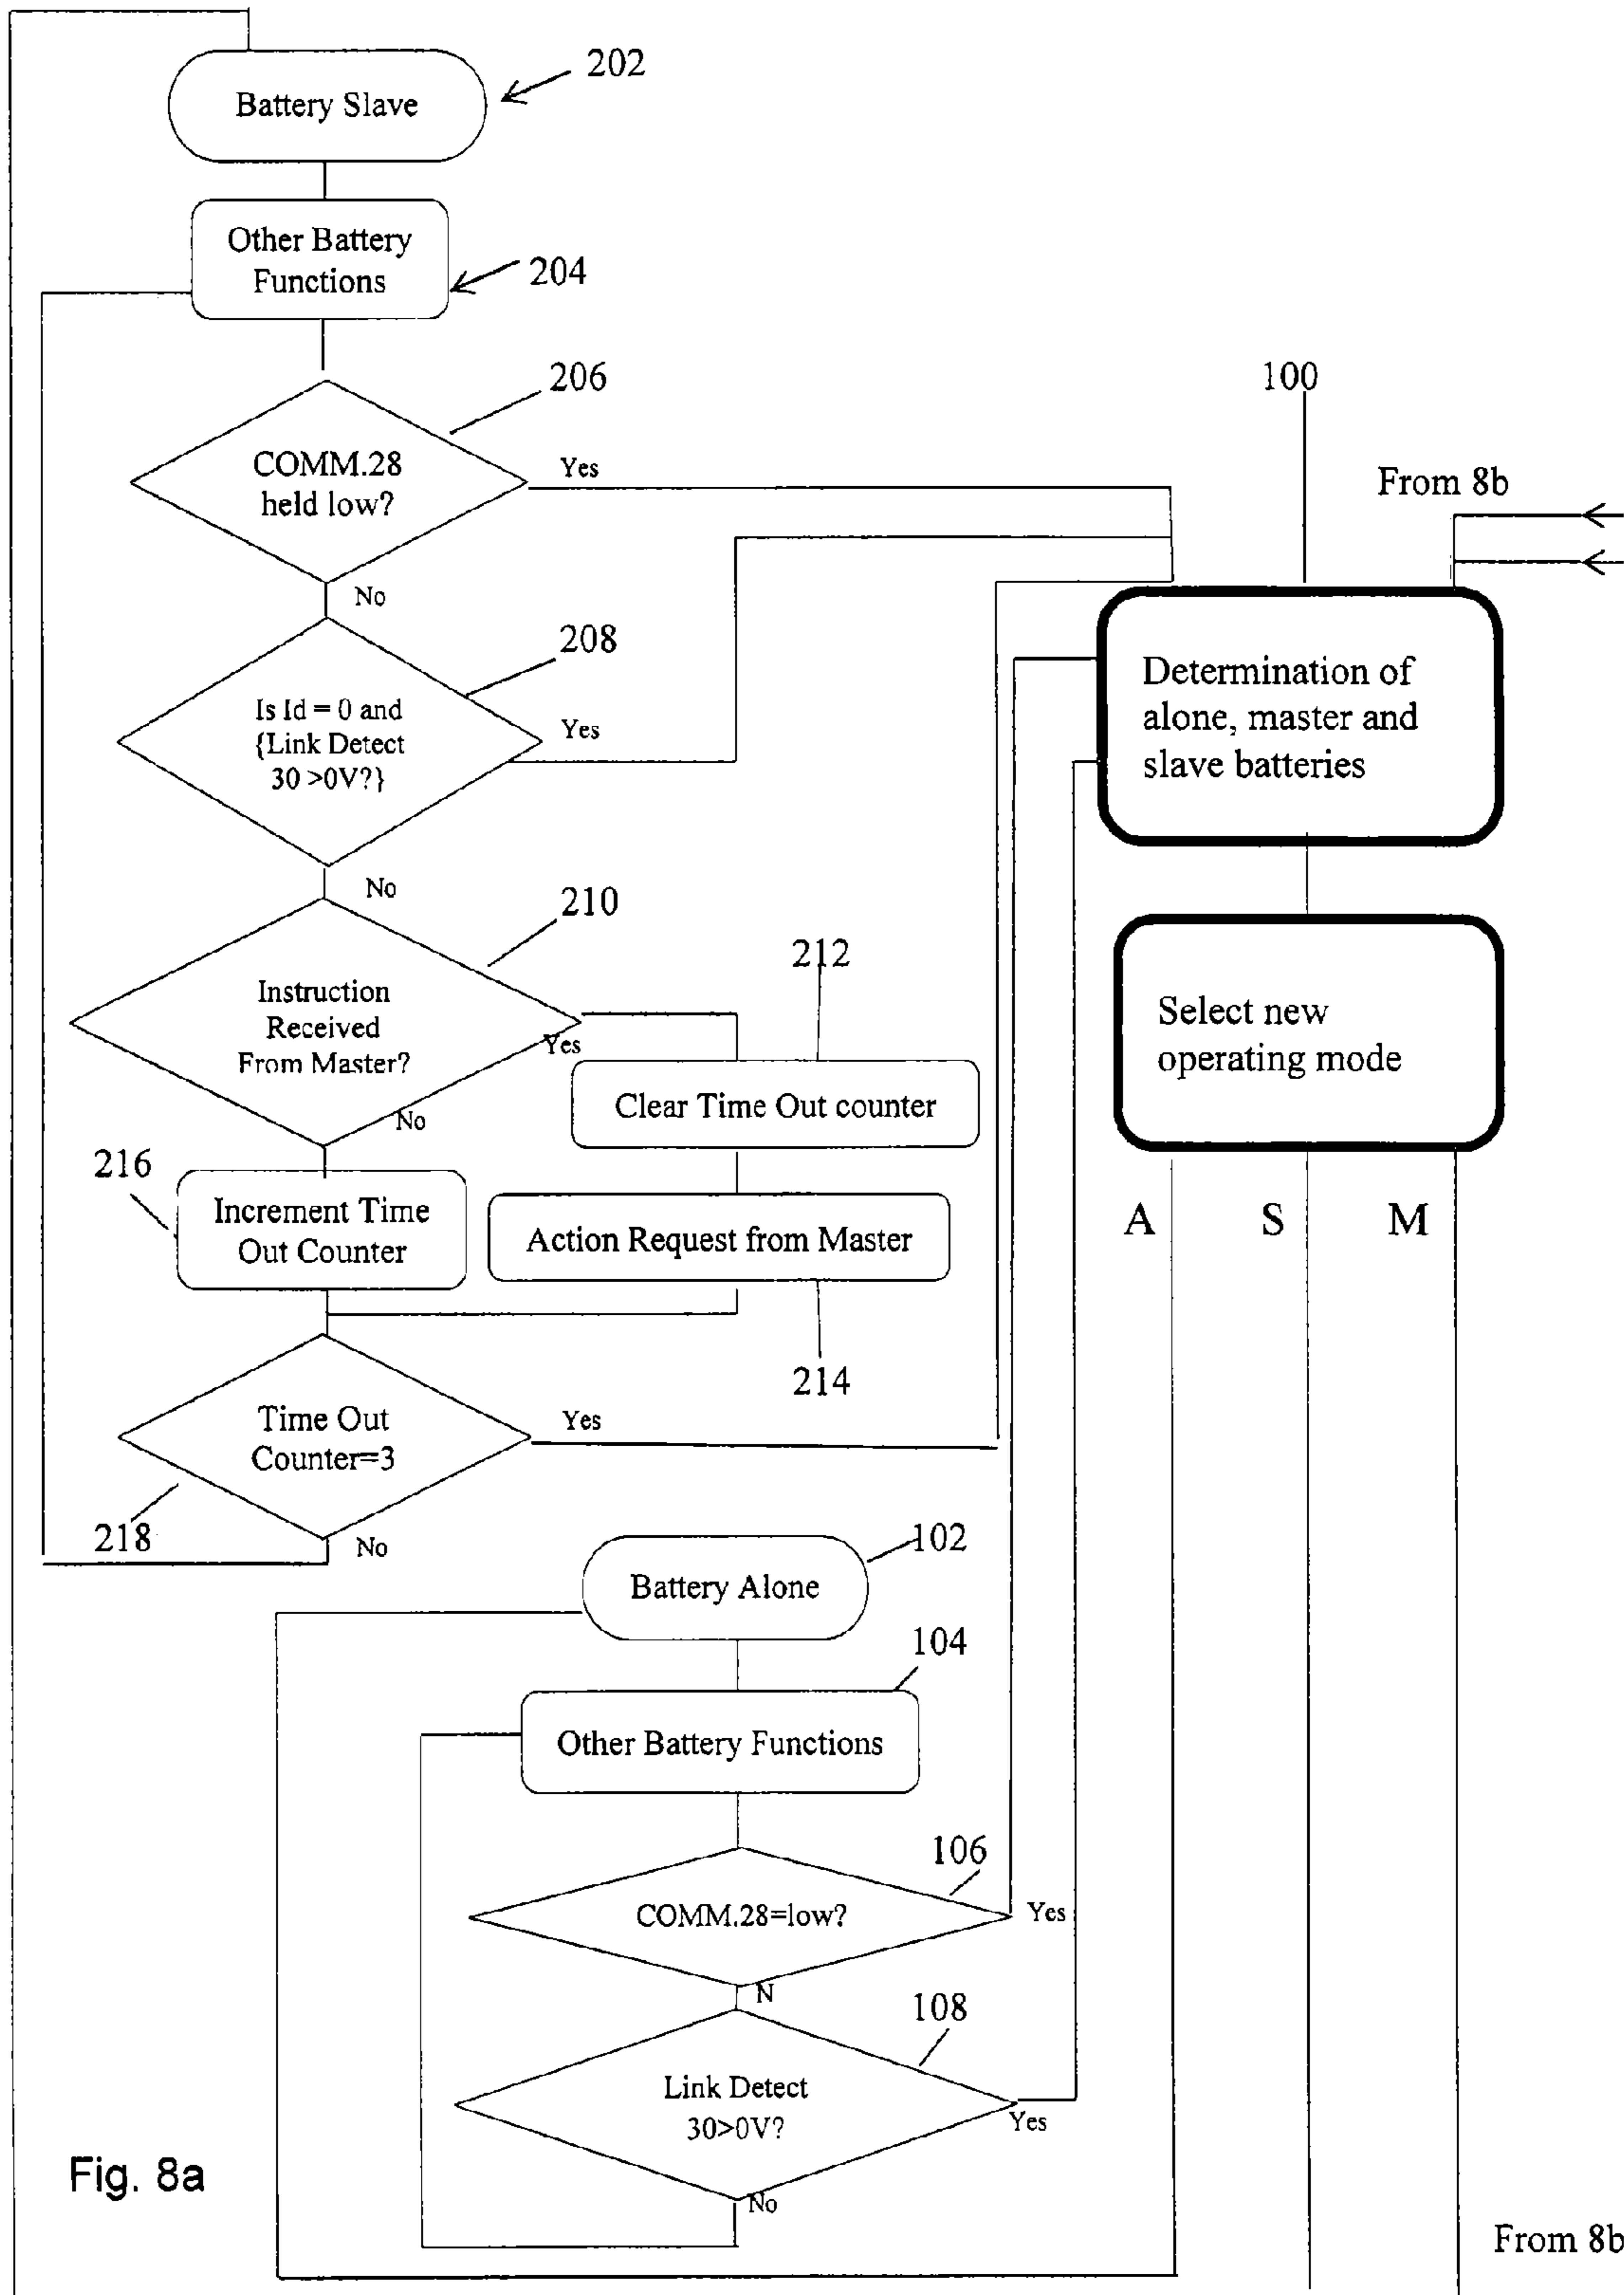 202
Battery Slave
Other Battery
Functions
204
206
COMM.28
held low?
Yes
100
From 8b
No
208
Is Id = 0 and
{Link Detect
30 >0V?}
Yes
Determination of
alone, master and
slave batteries
No
210
Instruction
Received
From Master?
Yes
No
212
Clear Time Out counter
Select new
operating mode
216
Increment Time
Out Counter
Action Request from Master
214
A
S
M
Time Out
Counter=3
Yes
218
No
102
Battery Alone
104
Other Battery Functions
106
COMM.28=low?
Yes
N
108
Link Detect
30>0V?
Yes
No
Fig. 8a
From 8b